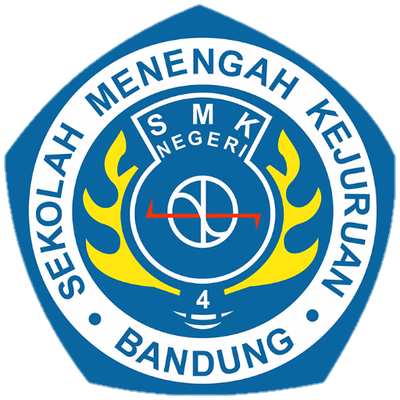 SEKOLAH MENENGAH KEJURUAN
SMK
NEGERI
4
• BANDUNG •